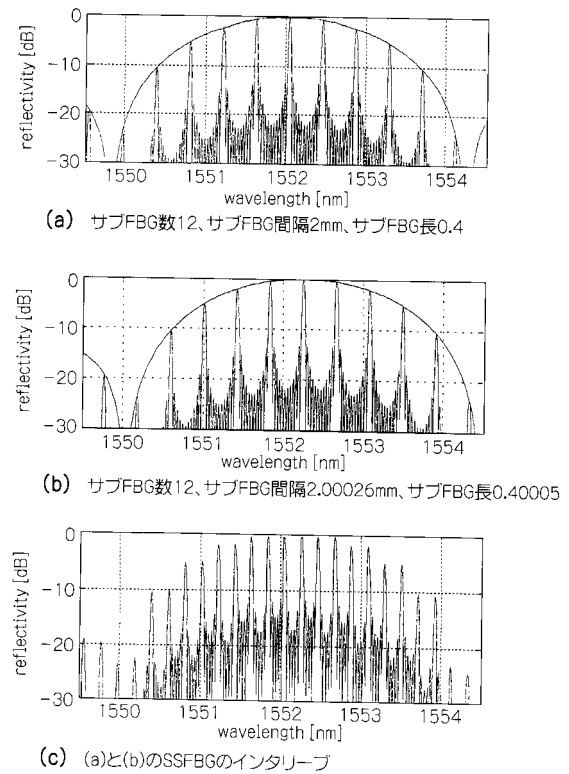 0
-10
-20
-30
reflectivity [dB]
1550 1551 1552 1553 1554
wavelength [nm]
(a) サブFBG数12、サブFBG間隔2mm、サブFBG長0.4
0
-10
-20
-30
reflectivity [dB]
1550 1551 1552 1553 1554
wavelength [nm]
(b) サブFBG数12、サブFBG間隔2.00026mm、サブFBG長0.40005
0
-10
-20
-30
reflectivity [dB]
1550 1551 1552 1553 1554
wavelength [nm]
(c) (a)と(b)のSSFBGのインタリーブ